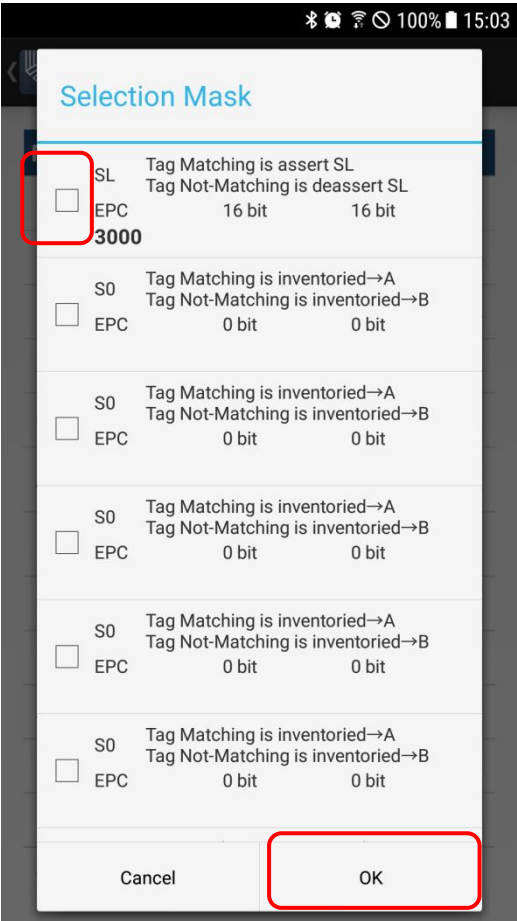 100% 15:03
Selection Mask
SL Tag Matching is assert SL
Tag Not-Matching is deassert SL
EPC 16 bit 16 bit
3000
S0 Tag Matching is inventoried→A
Tag Not-Matching is inventoried→B
EPC 0 bit 0 bit
S0 Tag Matching is inventoried→A
Tag Not-Matching is inventoried→B
EPC 0 bit 0 bit
S0 Tag Matching is inventoried→A
Tag Not-Matching is inventoried→B
EPC 0 bit 0 bit
S0 Tag Matching is inventoried→A
Tag Not-Matching is inventoried→B
EPC 0 bit 0 bit
S0 Tag Matching is inventoried→A
Tag Not-Matching is inventoried→B
EPC 0 bit 0 bit
Cancel OK